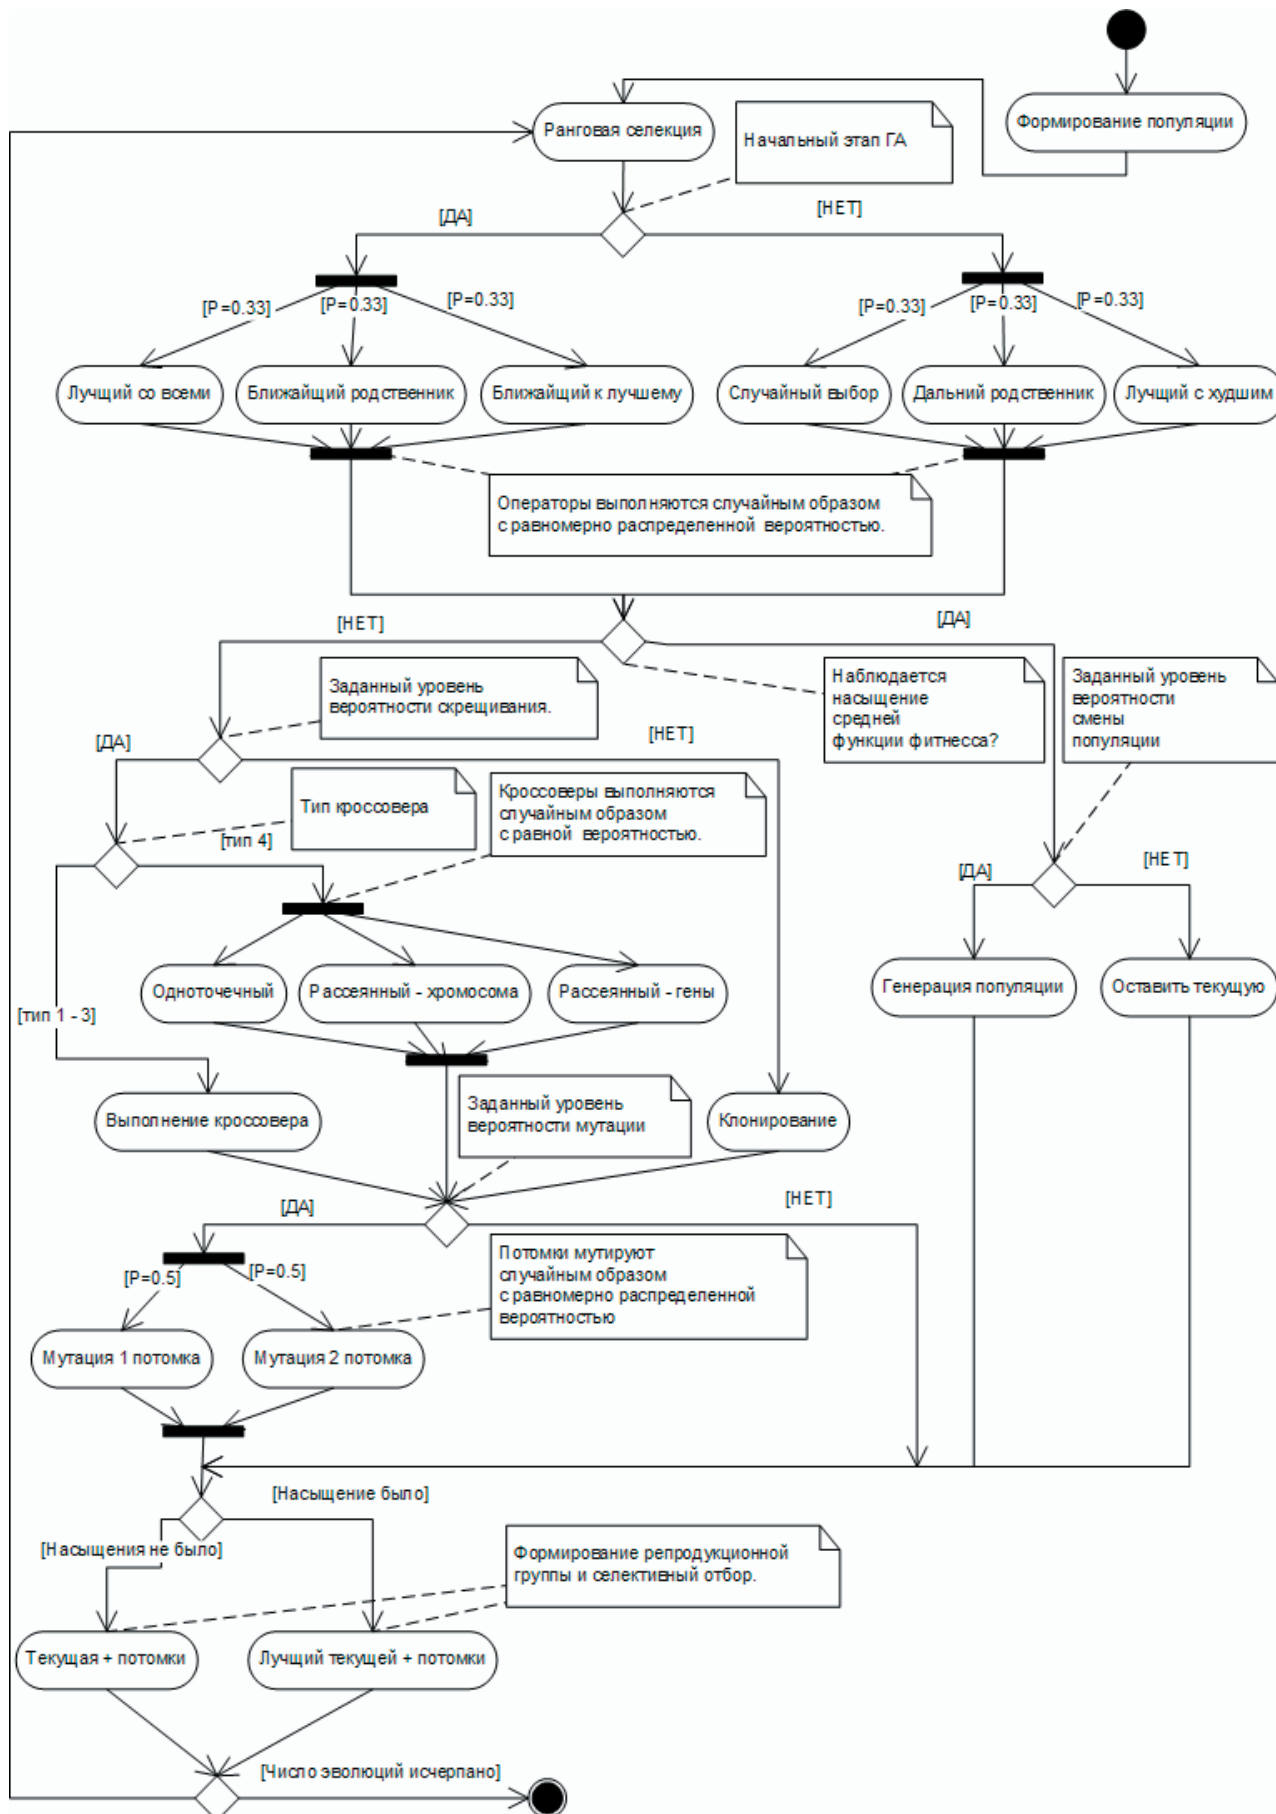 Формирование популяции
Ранговая селекция
Начальный этап ГА
[ДА]
[НЕТ]
[P=0.33]
[P=0.33]
[P=0.33]
[P=0.33]
[P=0.33]
[P=0.33]
Лучший со всеми
Ближайший родственник
Ближайший к лучшему
Случайный выбор
Дальний родственник
Лучший с худшим
Операторы выполняются случайным образом
с равномерно распределенной вероятностью.
[НЕТ]
[ДА]
Заданный уровень
вероятности скрещивания.
Наблюдается
насыщение
средней
функции фитнесса?
Заданный уровень
вероятности
смены
популяции
[ДА]
[НЕТ]
Тип кроссовера
Кроссоверы выполняются
случайным образом
с равной вероятностью.
[тип 4]
[ДА]
[НЕТ]
Одноточечный
Рассеянный - хромосома
Рассеянный - гены
Генерация популяции
Оставить текущую
[тип 1 - 3]
Выполнение кроссовера
Заданный уровень
вероятности мутации
Клонирование
[ДА]
[НЕТ]
[P=0.5]
[P=0.5]
Потомки мутируют
случайным образом
с равномерно распределенной
вероятностью
Мутация 1 потомка
Мутация 2 потомка
[Насыщение было]
[Насыщения не было]
Формирование репродукционной
группы и селективный отбор.
Текущая + потомки
Лучший текущей + потомки
[Число эволюций исчерпано]